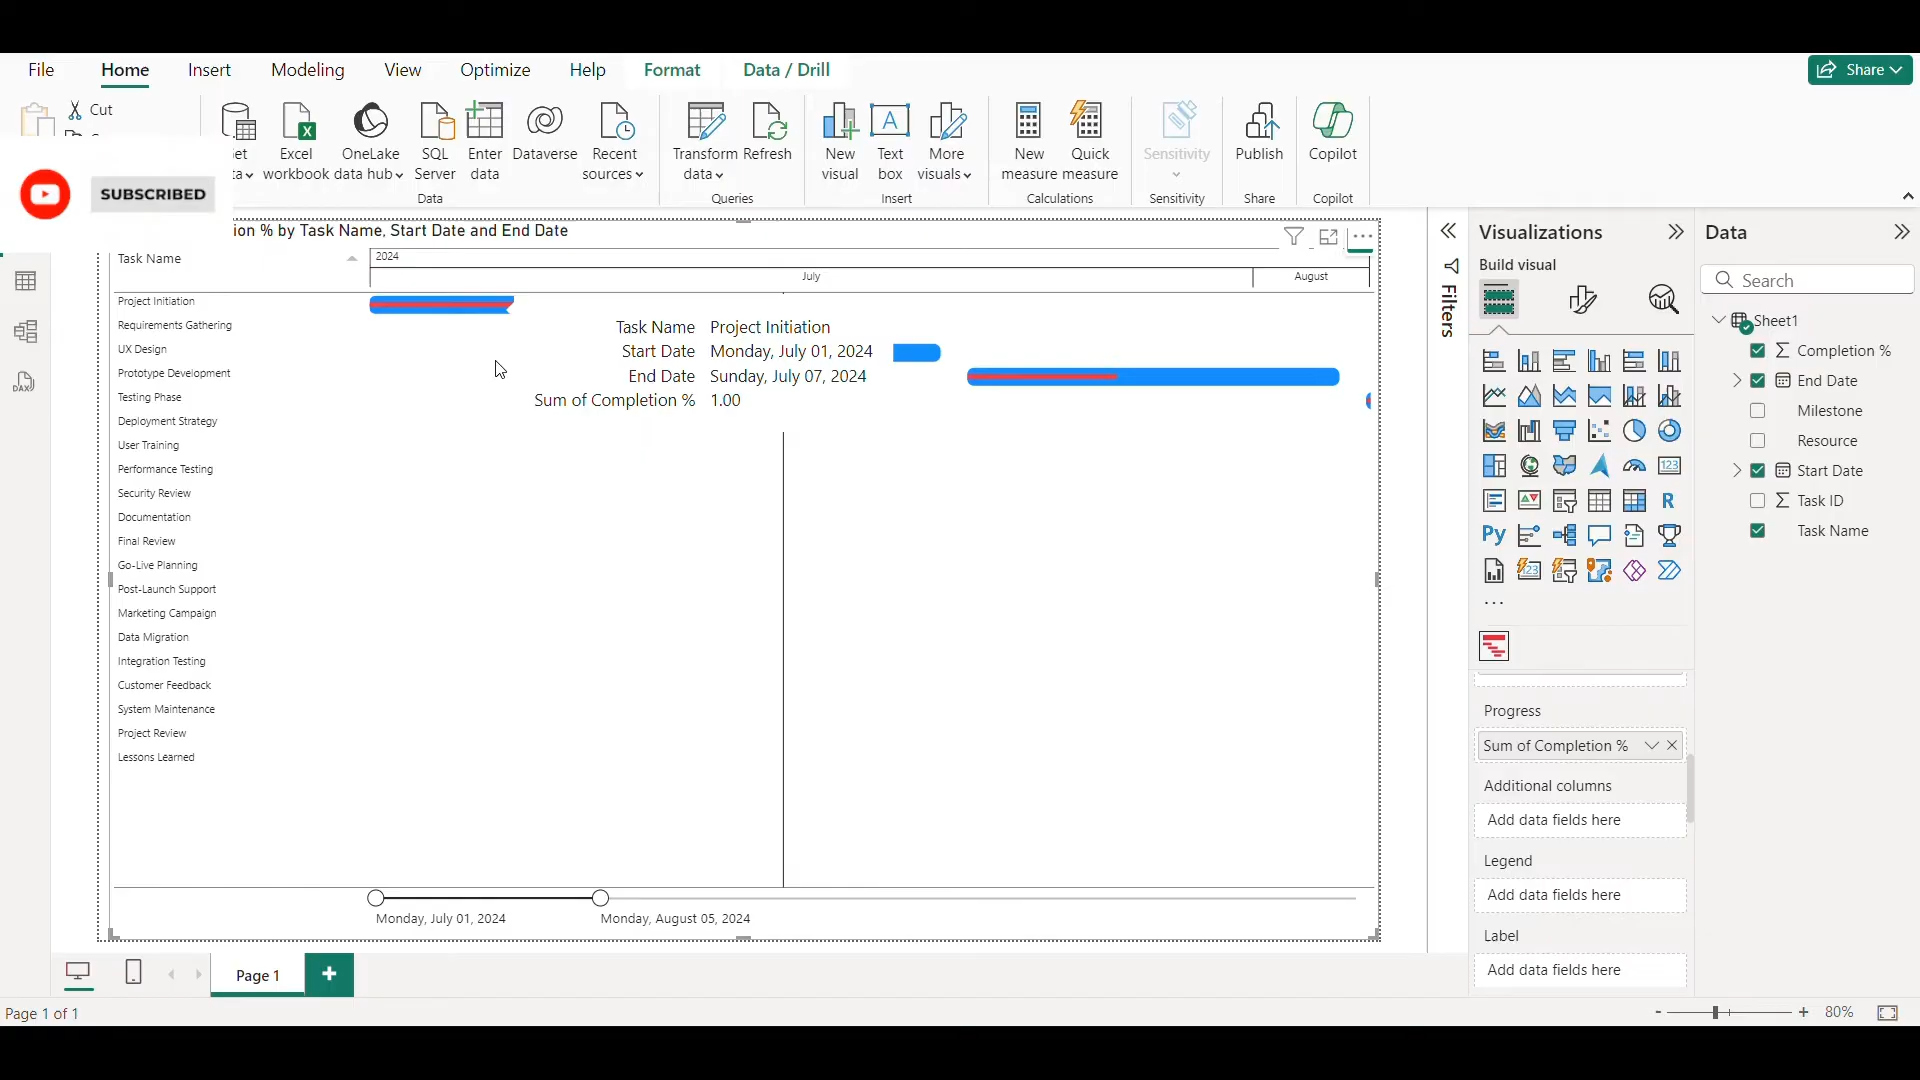 File Home Insert Modeling View Optimize Help Format Data / Drill Share
Cut
Excel workbook
OneLake data hub
SQL Server
Enter data
Dataverse
Recent sources
Transform data
Refresh
New visual
Text box
More visuals
New measure
Quick measure
Sensitivity
Publish
Copilot
Data Queries Insert Calculations Sensitivity Share Copilot
SUBSCRIBED
ion % by Task Name, Start Date and End Date
Task Name
2024
July August
Project Initiation
Requirements Gathering
UX Design
Prototype Development
Testing Phase
Deployment Strategy
User Training
Performance Testing
Security Review
Documentation
Final Review
Go-Live Planning
Post-Launch Support
Marketing Campaign
Data Migration
Integration Testing
Customer Feedback
System Maintenance
Project Review
Lessons Learned
Task Name Project Initiation
Start Date Monday, July 01, 2024
End Date Sunday, July 07, 2024
Sum of Completion % 1.00
Monday, July 01, 2024 Monday, August 05, 2024
Filters
Visualizations
Build visual
123
R
Py
123
Progress
Sum of Completion %
Additional columns
Add data fields here
Legend
Add data fields here
Label
Add data fields here
Data
Search
Sheet1
Completion %
End Date
Milestone
Resource
Start Date
Task ID
Task Name
DAX
Page 1
Page 1 of 1
80%